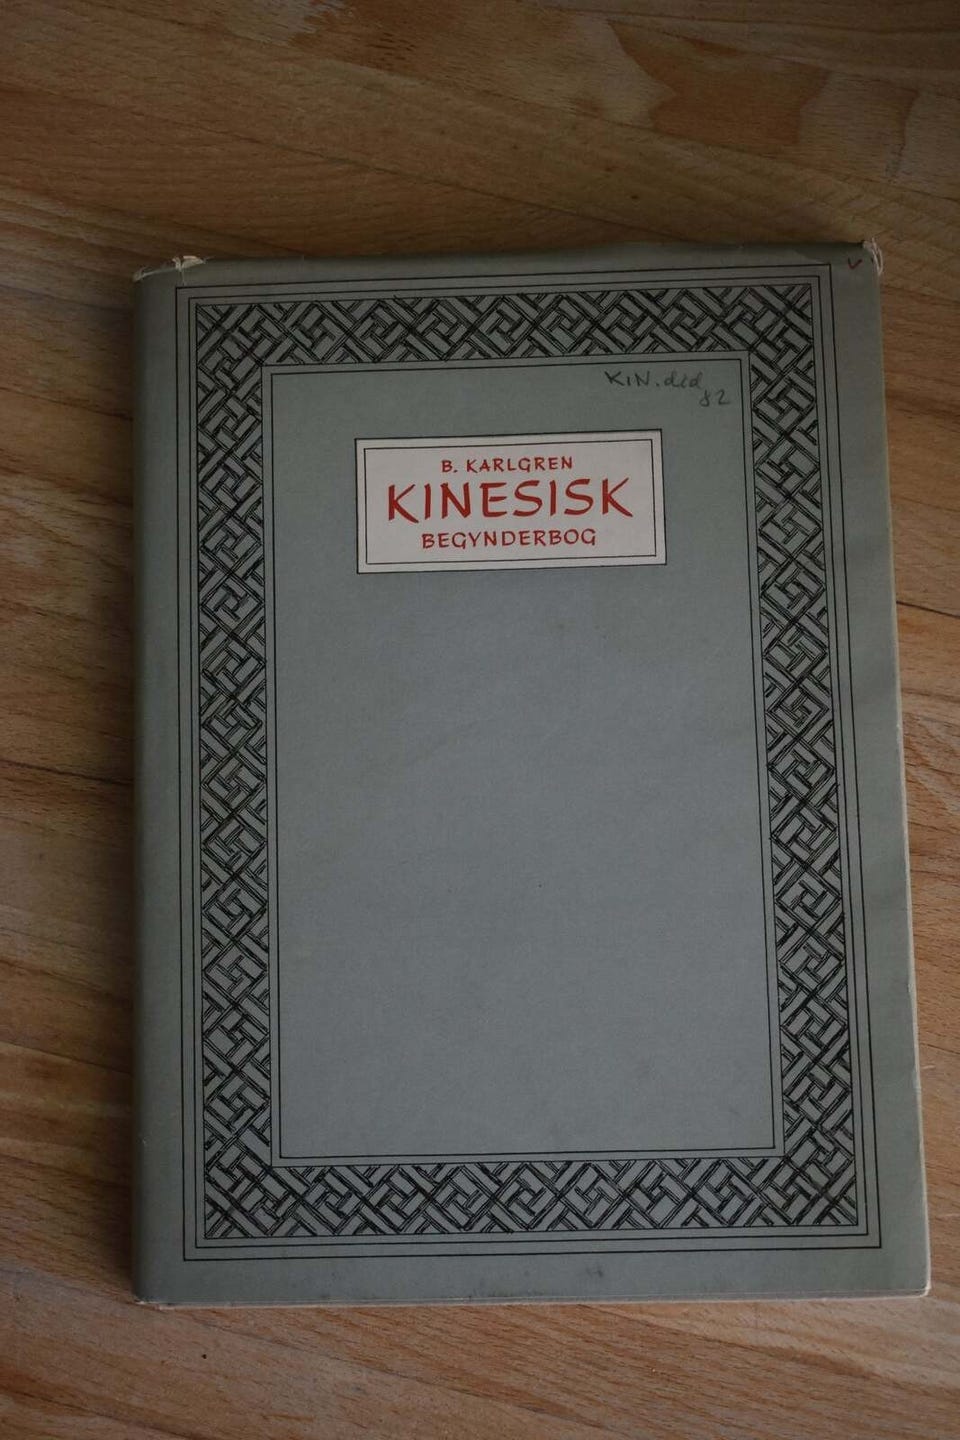 KIN. did
82
B. KARLGREN
KINESISK
BEGYNDERBOG